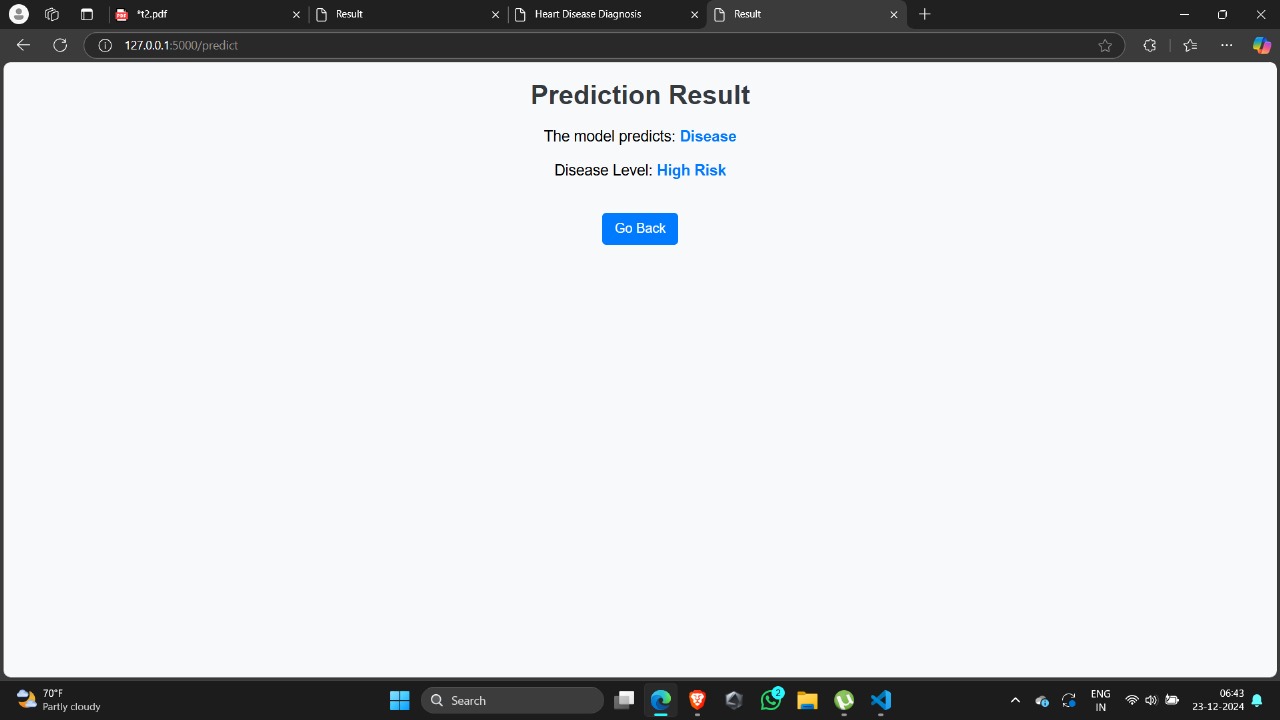 *t2.pdf
Result
Heart Disease Diagnosis
Result
127.0.0.1:5000/predict
Prediction Result
The model predicts: Disease
Disease Level: High Risk
Go Back
70°F
Partly cloudy
Search
2
ENG
IN
06:43
23-12-2024